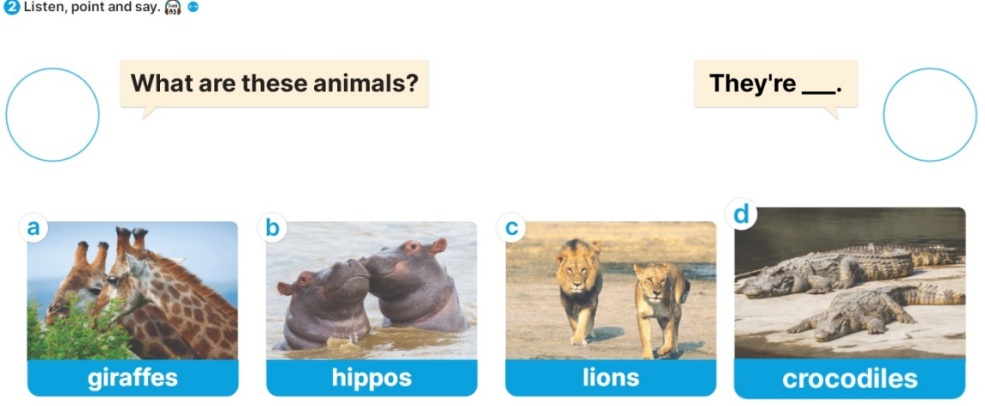 2 Listen, point and say.
What are these animals?
They're ___.
a
giraffes
b
hippos
c
lions
d
crocodiles